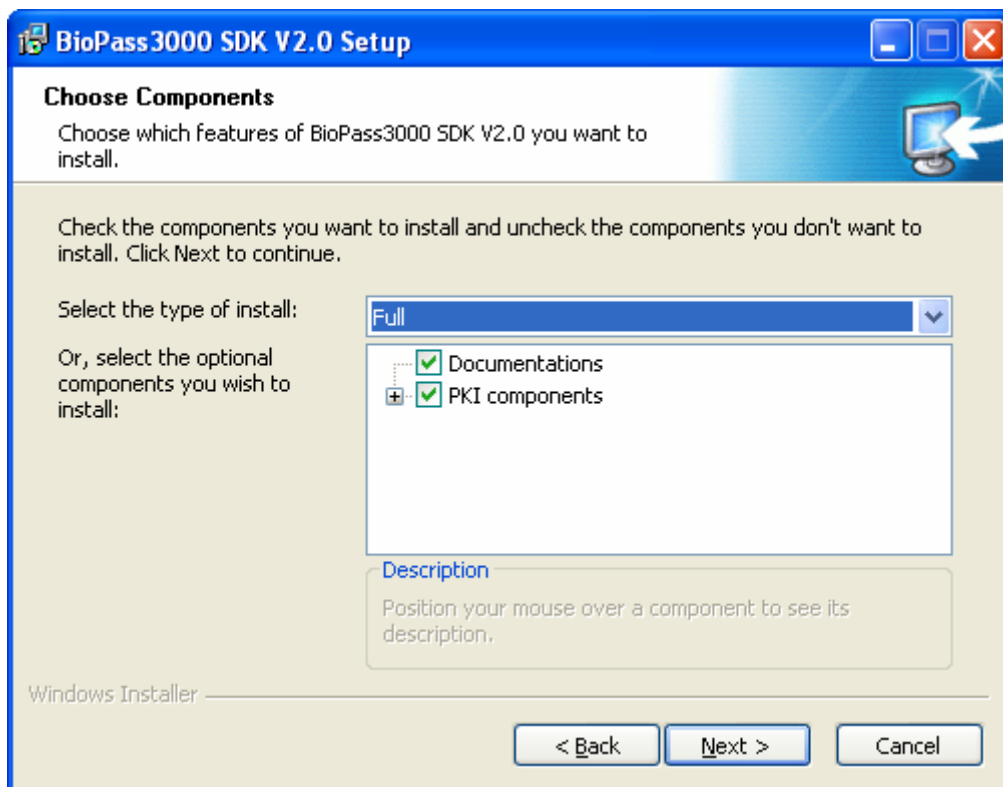 BioPass3000 SDK V2.0 Setup
Choose Components
Choose which features of BioPass3000 SDK V2.0 you want to
install.
Check the components you want to install and uncheck the components you don't want to
install. Click Next to continue.
Select the type of install:
Full
Or, select the optional
components you wish to
install:
Documentations
PKI components
Description
Position your mouse over a component to see its
description.
Windows Installer
< Back
Next >
Cancel